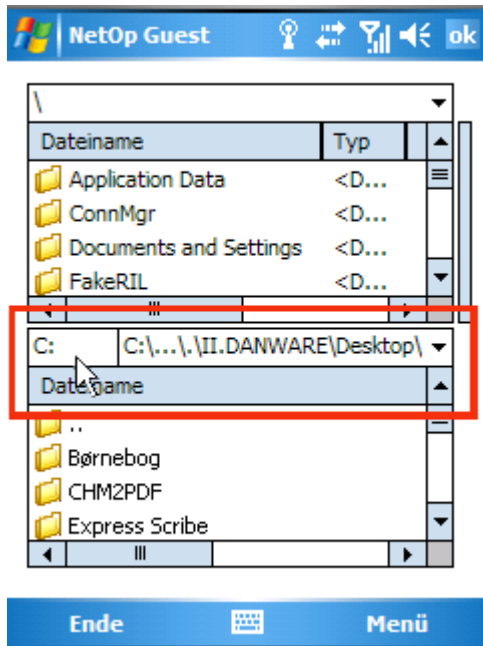 NetOp Guest ok
\
Dateiname Typ
Application Data <D...
ConnMgr <D...
Documents and Settings <D...
FakeRIL <D...
C: C:\...\.\II.DANWARE\Desktop\
Dateiname
..
Børnebog
CHM2PDF
Express Scribe
Ende Menü